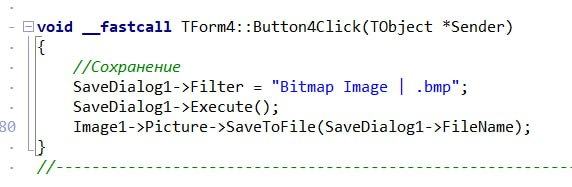 void __fastcall TForm4::Button4Click(TObject *Sender)
{
//Сохранение
SaveDialog1->Filter = "Bitmap Image | .bmp";
SaveDialog1->Execute();
80 Image1->Picture->SaveToFile(SaveDialog1->FileName);
}
//---------------------------------------------------------